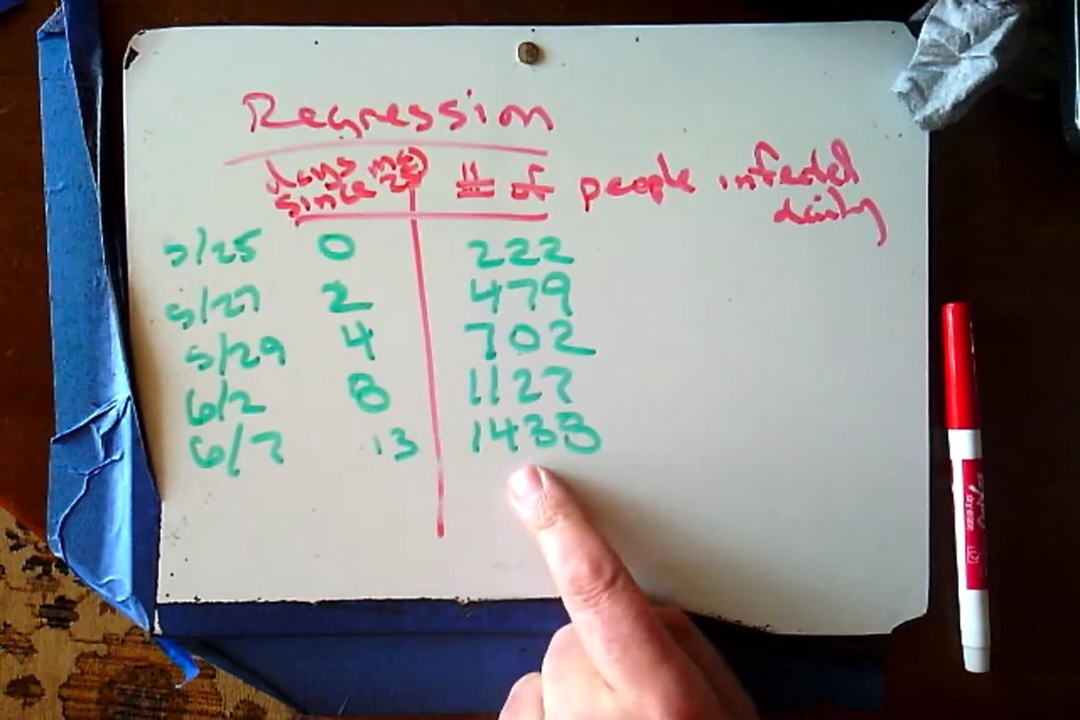 Regression
days
since 25 # of people infected
daily
5/25 0 222
5/27 2 479
5/29 4 702
6/2 8 1127
6/7 13 1438